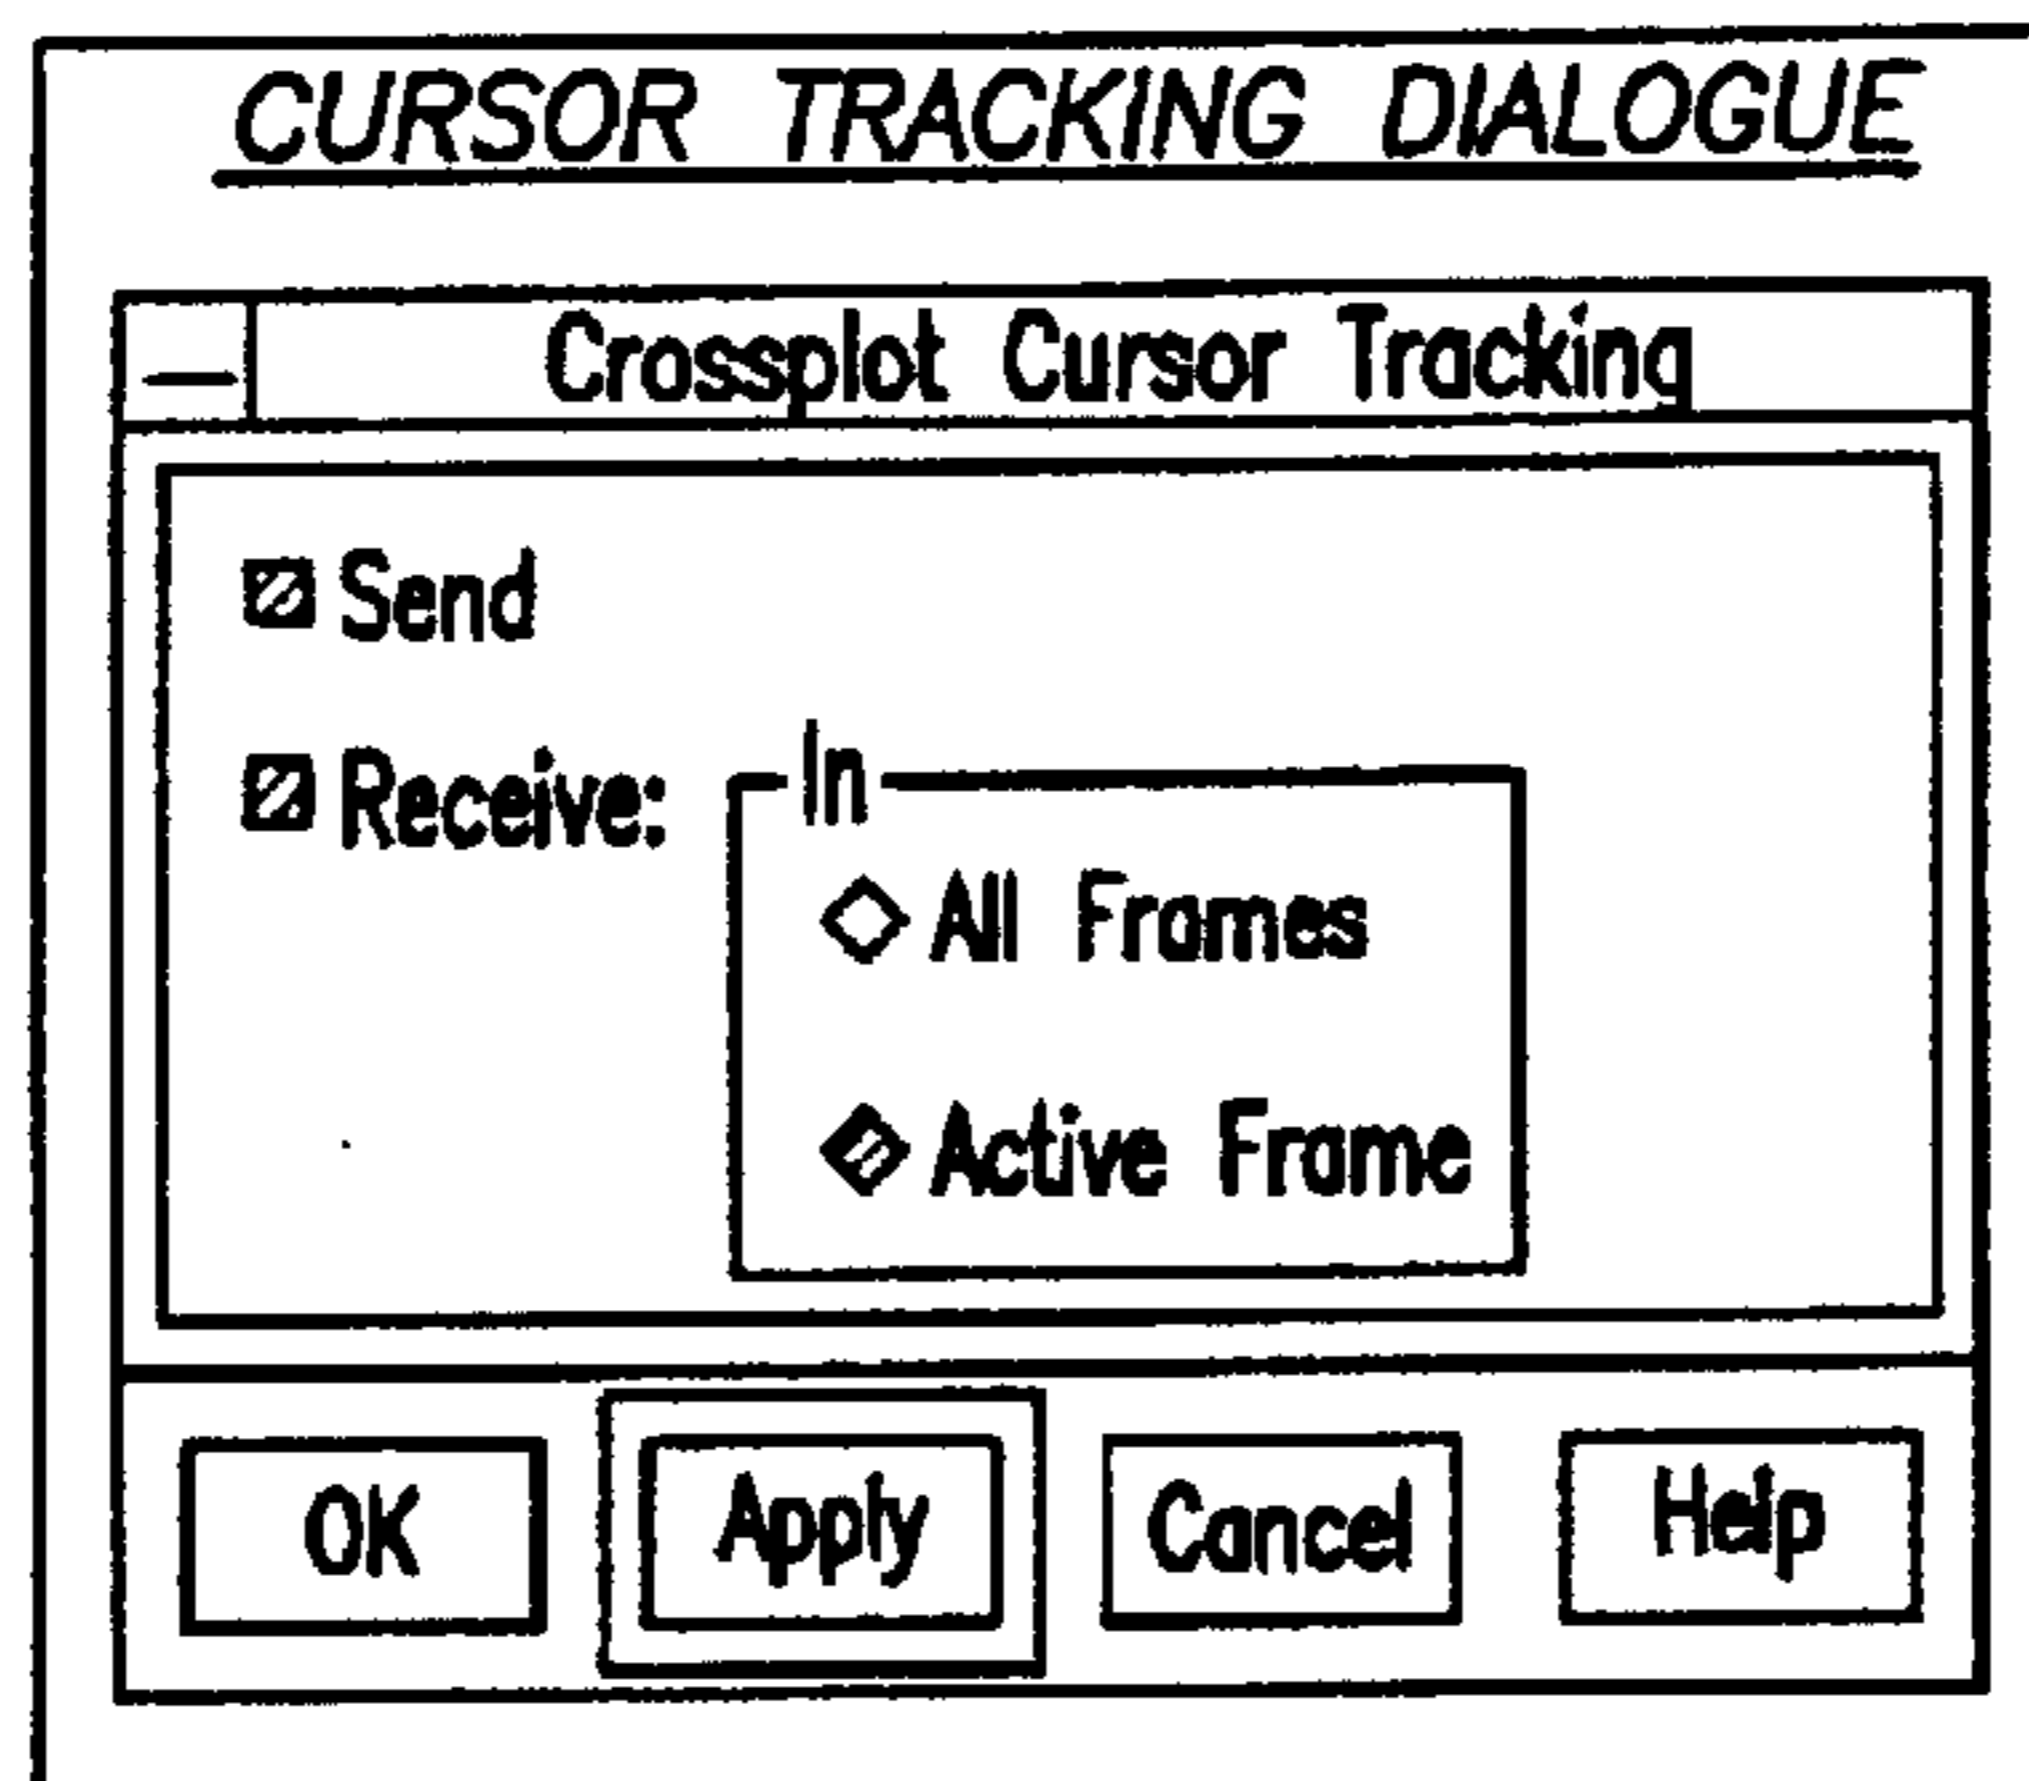 CURSOR TRACKING DIALOGUE
Crossplot Cursor Tracking
Send
Receive:
In
All Frames
Active Frame
OK
Apply
Cancel
Help